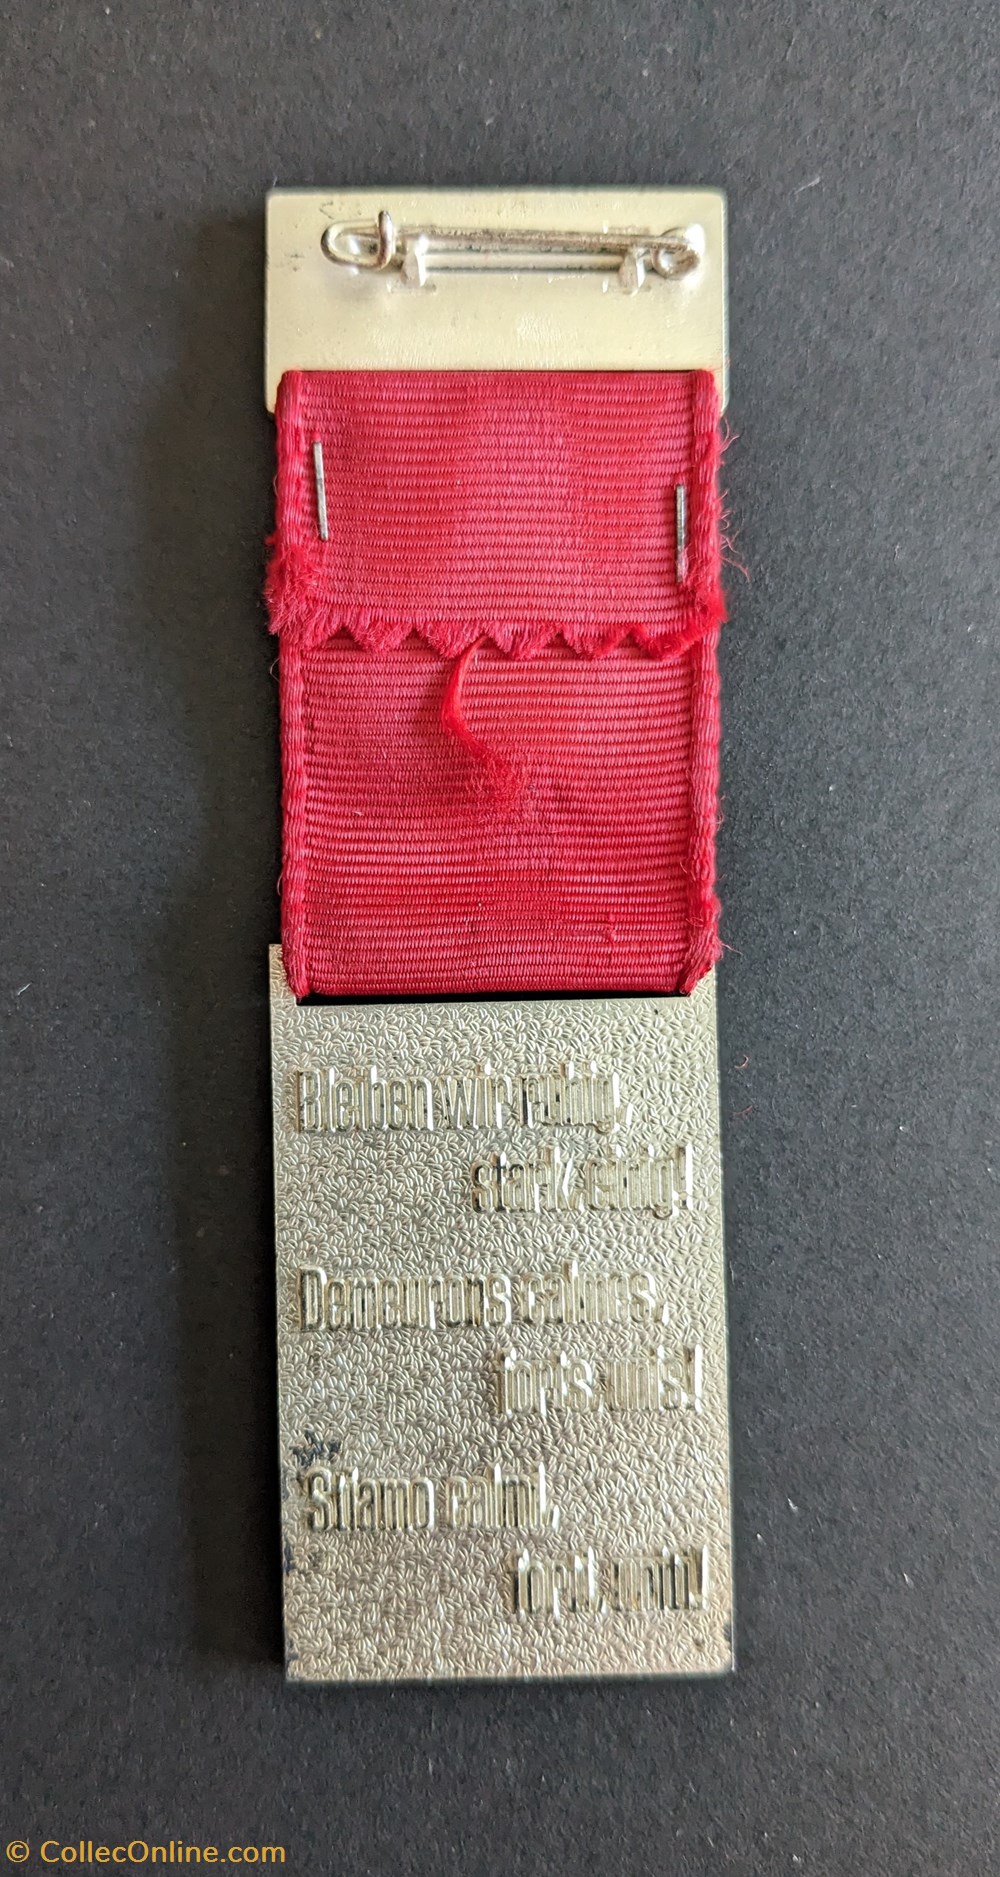 Bleiben wir ruhig,
stark, einig!
Demeurons calmes,
forts, unis!
Stiamo calmi,
forti, uniti!
© CollecOnline.com